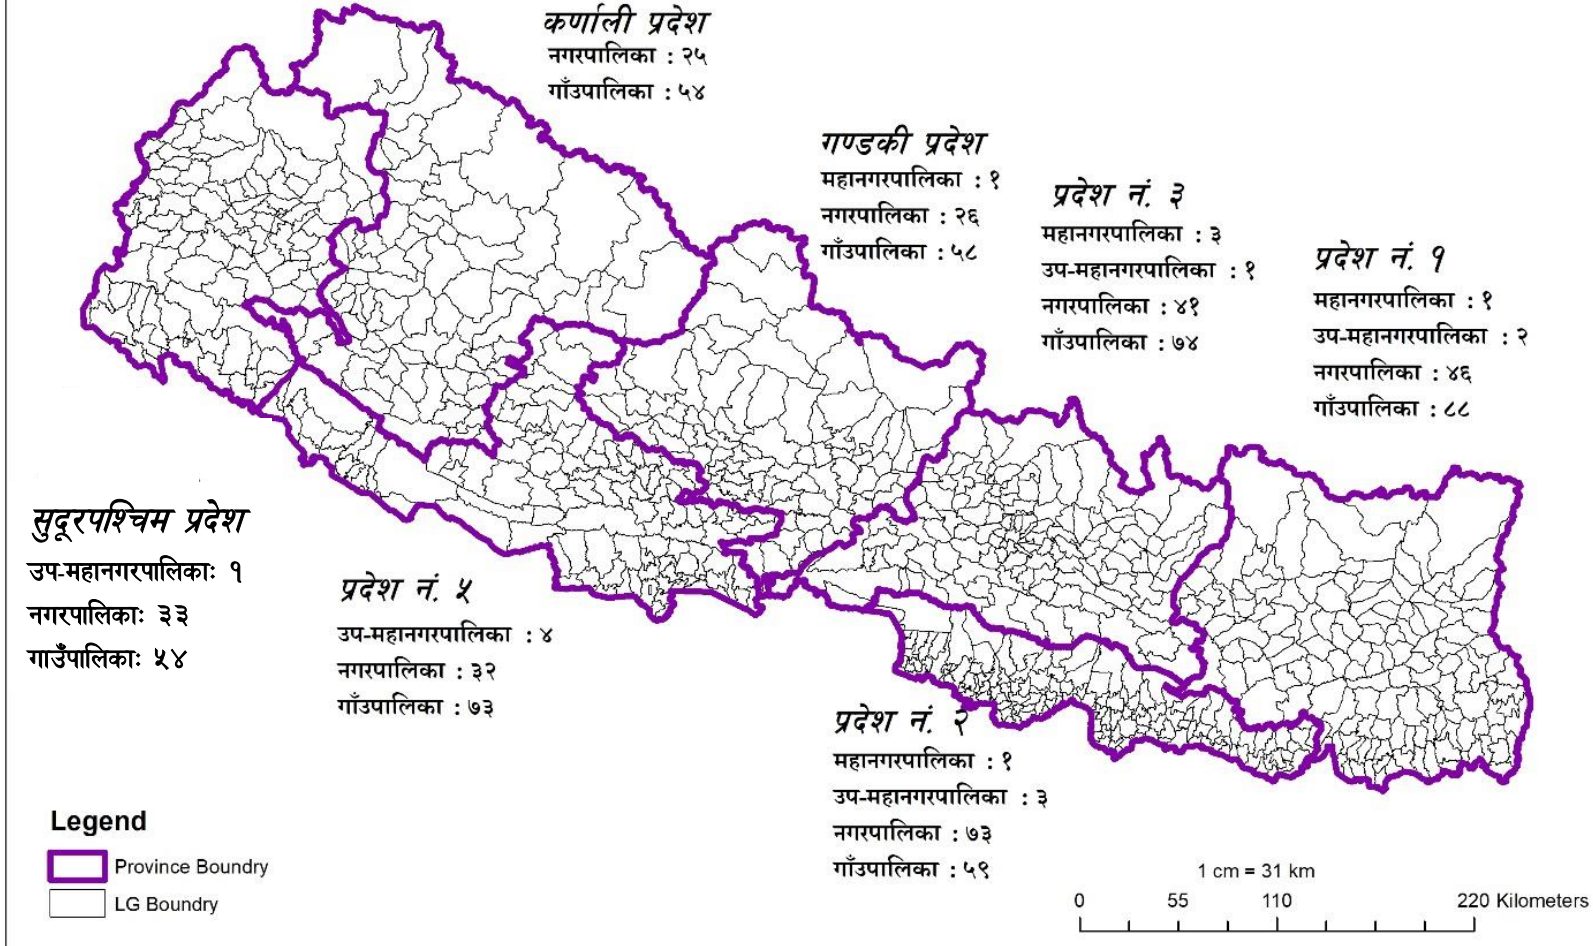 कर्णाली प्रदेश
नगरपालिका : २५
गाँउपालिका : ५४
गण्डकी प्रदेश
महानगरपालिका : १
नगरपालिका : २६
गाँउपालिका : ५८
प्रदेश नं. ३
महानगरपालिका : ३
उप-महानगरपालिका : १
नगरपालिका : ४१
गाँउपालिका : ७४
प्रदेश नं. १
महानगरपालिका : १
उप-महानगरपालिका : २
नगरपालिका : ४६
गाँउपालिका : ८८
सुदूरपश्चिम प्रदेश
उप-महानगरपालिकाः १
नगरपालिकाः ३३
गाउँपालिकाः ५४
प्रदेश नं. ५
उप-महानगरपालिका : ४
नगरपालिका : ३२
गाँउपालिका : ७३
प्रदेश नं. २
महानगरपालिका : १
उप-महानगरपालिका : ३
नगरपालिका : ७३
गाँउपालिका : ५९
Legend
Province Boundry
LG Boundry
1 cm = 31 km
0 55 110 220 Kilometers